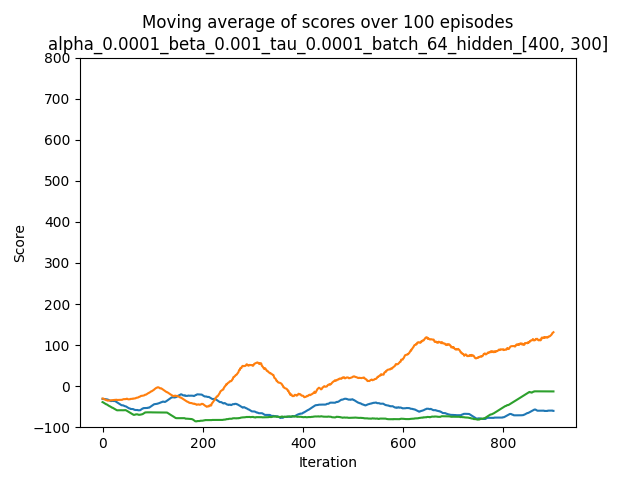 Moving average of scores over 100 episodes
alpha_0.0001_beta_0.001_tau_0.0001_batch_64_hidden_[400, 300]
800
700
600
500
400
300
200
100
0
−100
Score
0 200 400 600 800
Iteration